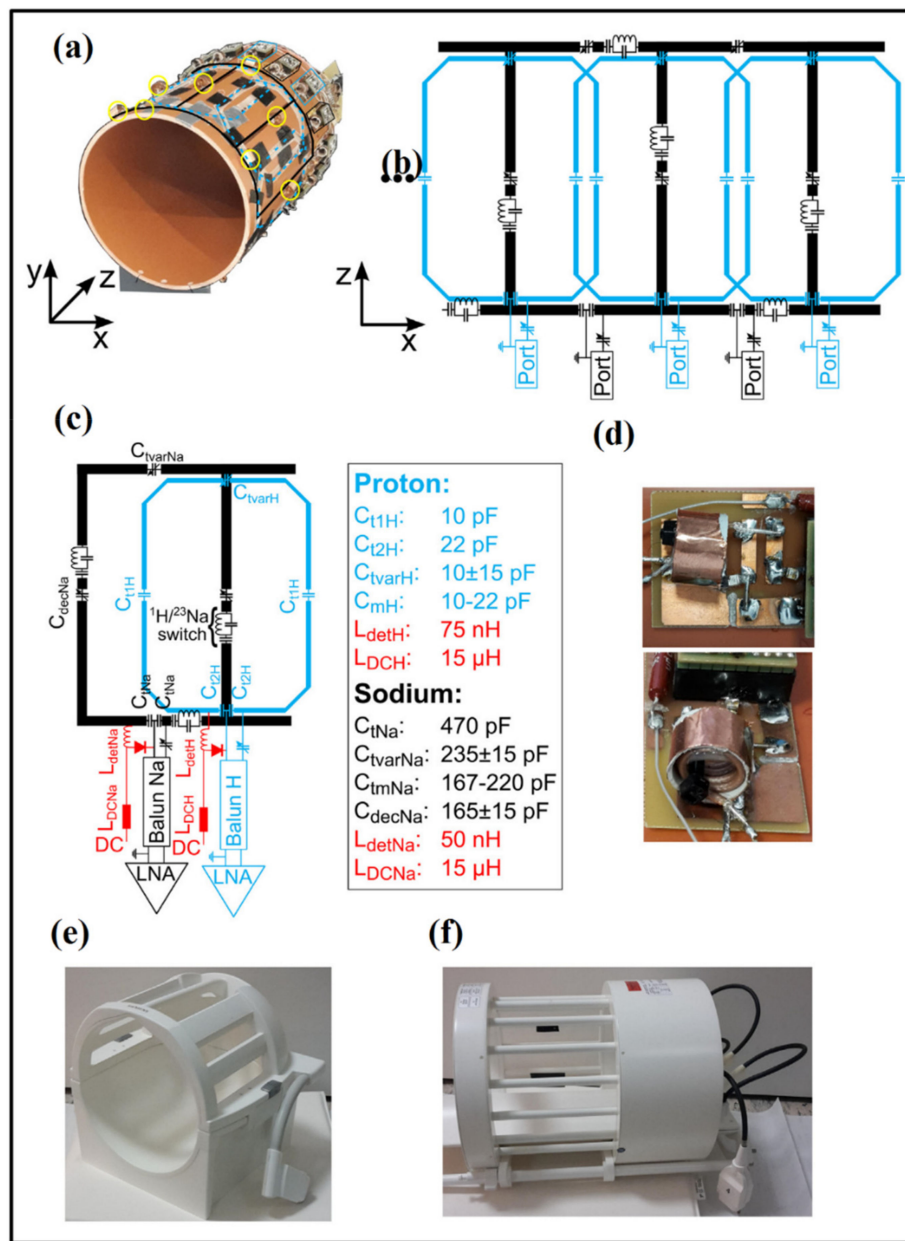 (a)
y
z
x
(b)
•••
z
x
Port
Port
Port
Port
Port
(c)
CtvarNa
CtvarH
CdecNa
Ct1H
Ct1H
¹H/²³Na
switch
CtNa
CtNa
Ct2H
Ct2H
LdetNa
LdetH
LDCNa
LDCH
Balun Na
Balun H
DC
DC
LNA
LNA
Proton:
Ct1H: 10 pF
Ct2H: 22 pF
CtvarH: 10±15 pF
CmH: 10-22 pF
LdetH: 75 nH
LDCH: 15 µH
Sodium:
CtNa: 470 pF
CtvarNa: 235±15 pF
CtmNa: 167-220 pF
CdecNa: 165±15 pF
LdetNa: 50 nH
LDCNa: 15 µH
(d)
(e)
(f)